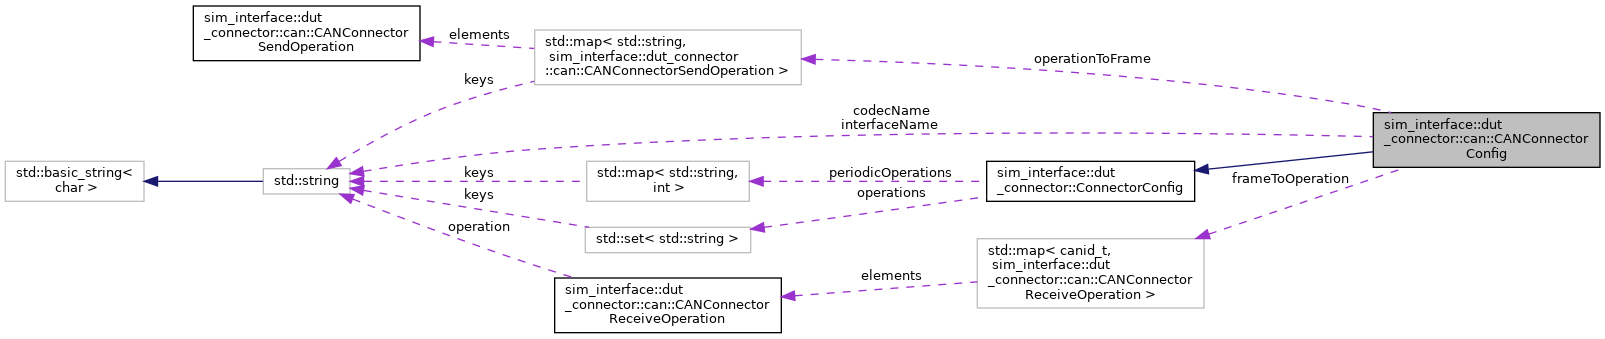 sim_interface::dut
_connector::can::CANConnector
SendOperation
elements
std::map< std::string,
sim_interface::dut_connector
::can::CANConnectorSendOperation >
operationToFrame
keys
codecName
interfaceName
sim_interface::dut
_connector::can::CANConnector
Config
std::basic_string<
char >
std::string
keys
std::map< std::string,
int >
periodicOperations
sim_interface::dut
_connector::ConnectorConfig
frameToOperation
keys
operations
std::set< std::string >
operation
std::map< canid_t,
sim_interface::dut
_connector::can::CANConnector
ReceiveOperation >
elements
sim_interface::dut
_connector::can::CANConnector
ReceiveOperation